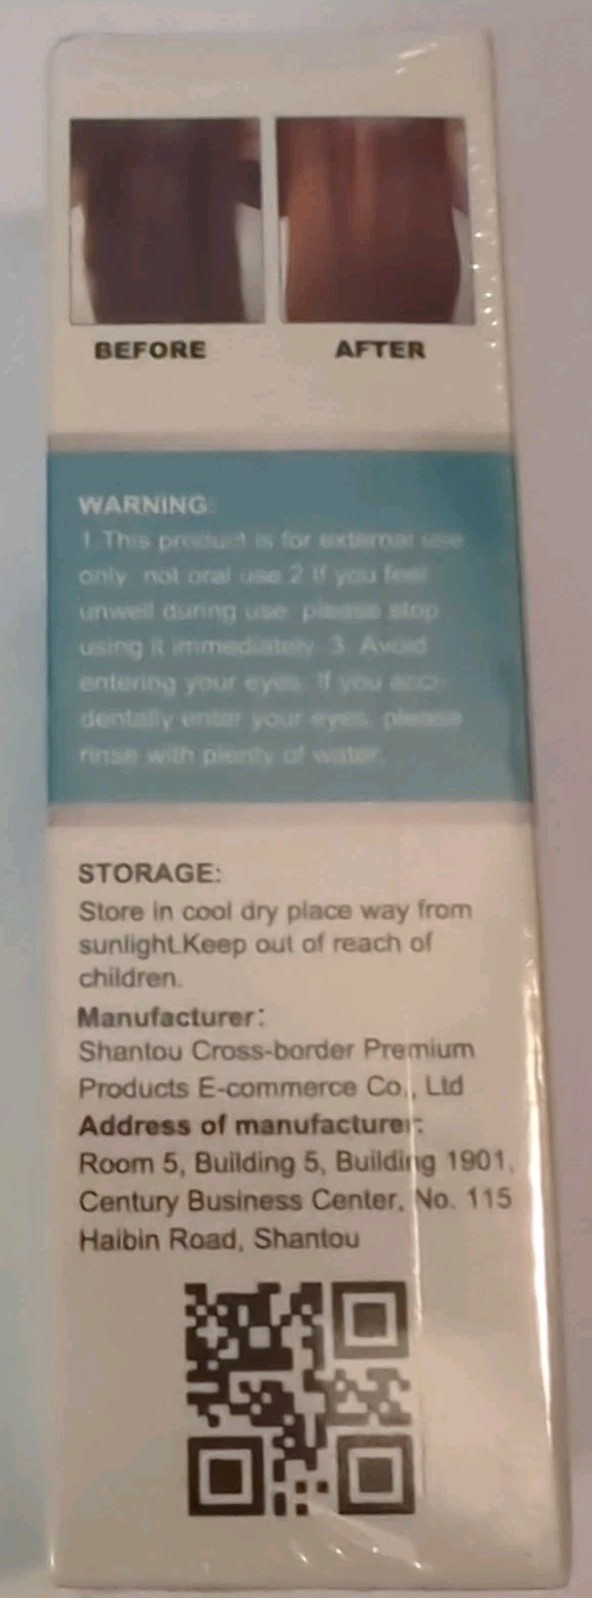 BEFORE AFTER
WARNING:
1.This product is for external use
only, not oral use.2.If you feel
unwell during use, please stop
using it immediately. 3. Avoid
entering your eyes. If you acci-
dentally enter your eyes, please
rinse with plenty of water.
STORAGE:
Store in cool dry place way from
sunlight.Keep out of reach of
children.
Manufacturer:
Shantou Cross-border Premium
Products E-commerce Co., Ltd
Address of manufacturer:
Room 5, Building 5, Building 1901,
Century Business Center, No. 115
Haibin Road, Shantou